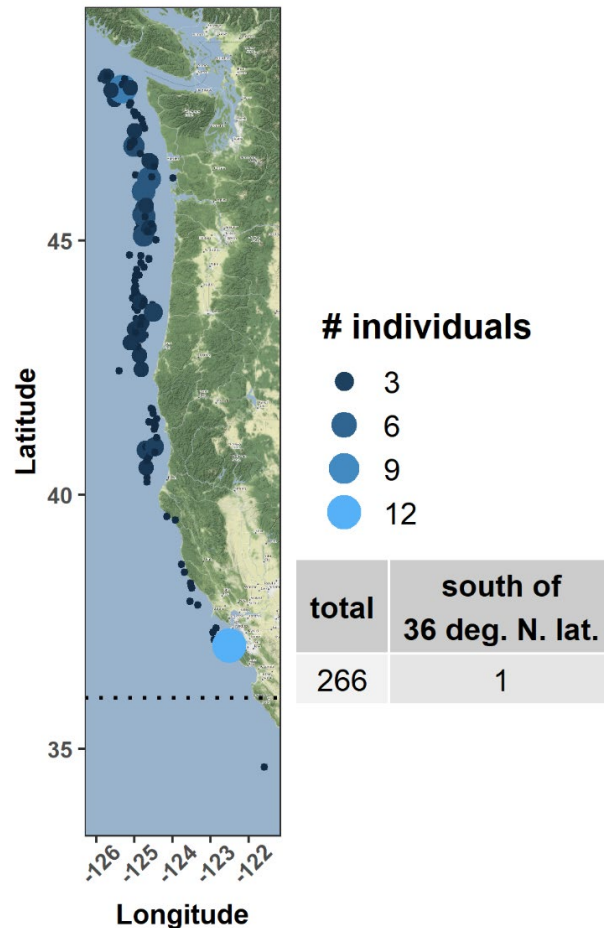 45
40
35
Latitude
-126
-125
-124
-123
-122
Longitude
# individuals
3
6
9
12
total
south of
36 deg. N. lat.
266
1